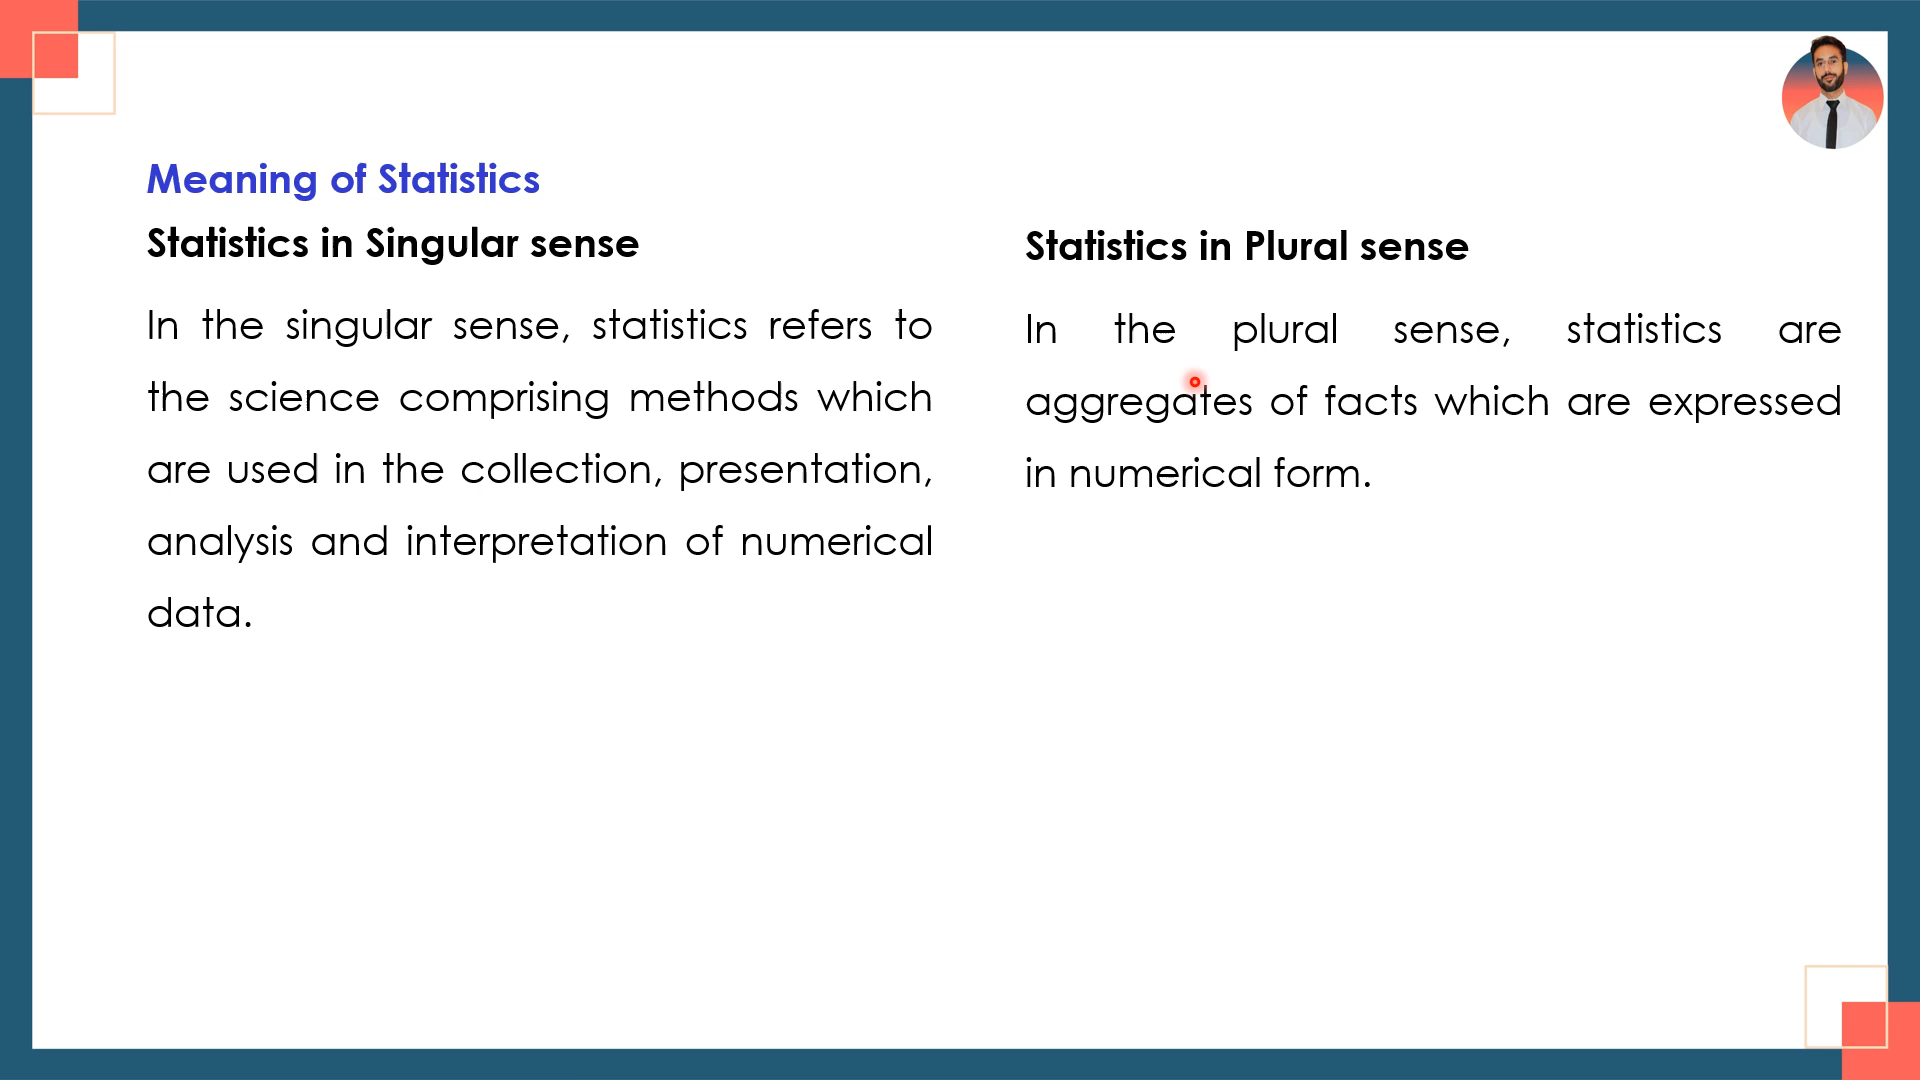 Meaning of Statistics
Statistics in Singular sense
In the singular sense, statistics refers to
the science comprising methods which
are used in the collection, presentation,
analysis and interpretation of numerical
data.
Statistics in Plural sense
In the plural sense, statistics are
aggregates of facts which are expressed
in numerical form.